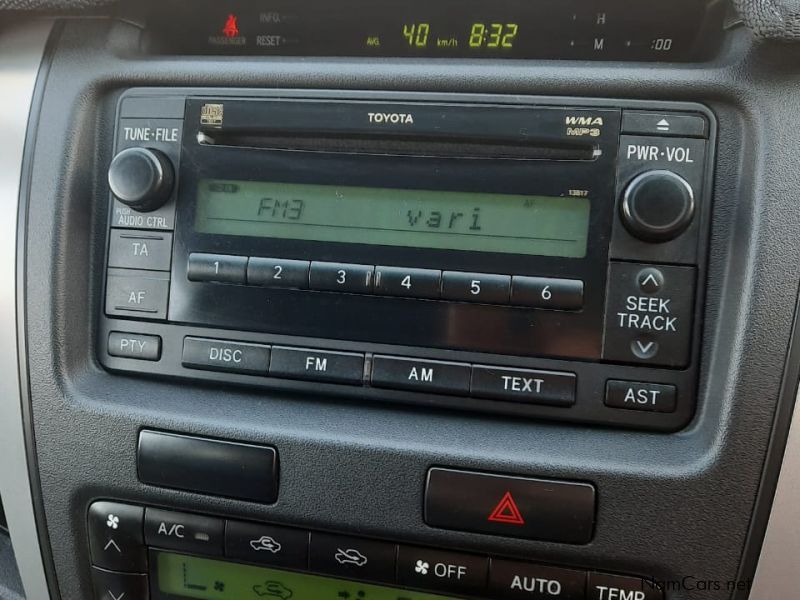 INFO. H
PASSENGER RESET AVG. 40 km/h 8:32 M :00
TUNE·FILE TOYOTA WMA MP3
PWR·VOL
13817
FM3 vari AF
PUSH AUDIO CTRL
TA
1 2 3 4 5 6
AF
SEEK
TRACK
PTY DISC FM AM TEXT AST
A/C OFF AUTO TEMP
NamCars.net